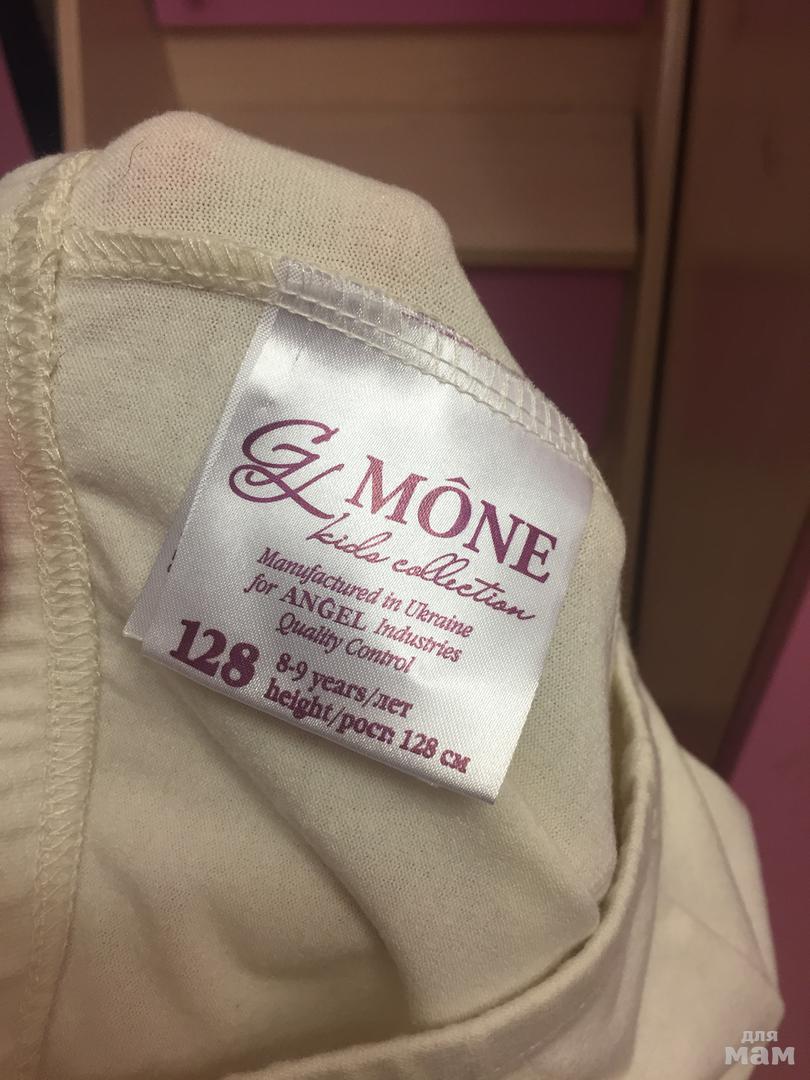 GL MÔNE
kids collection
Manufactured in Ukraine
for ANGEL Industries
Quality Control
128 8-9 years/лет
height/рост: 128 см
для
мам